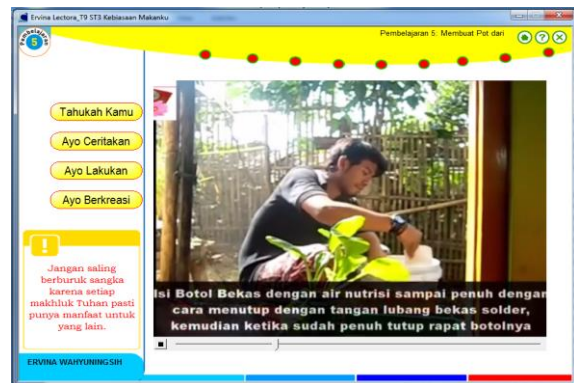 Ervina Lectora_T9 ST3 Kebiasaan Makanku
Pembelajaran
5
Pembelajaran 5: Membuat Pot dari
?
Tahukah Kamu
Ayo Ceritakan
Ayo Lakukan
Ayo Berkreasi
!
Jangan saling
berburuk sangka
karena setiap
makhluk Tuhan pasti
punya manfaat untuk
yang lain.
Isi Botol Bekas dengan air nutrisi sampai penuh dengan
cara menutup dengan tangan lubang bekas solder,
kemudian ketika sudah penuh tutup rapat botolnya
ERVINA WAHYUNINGSIH